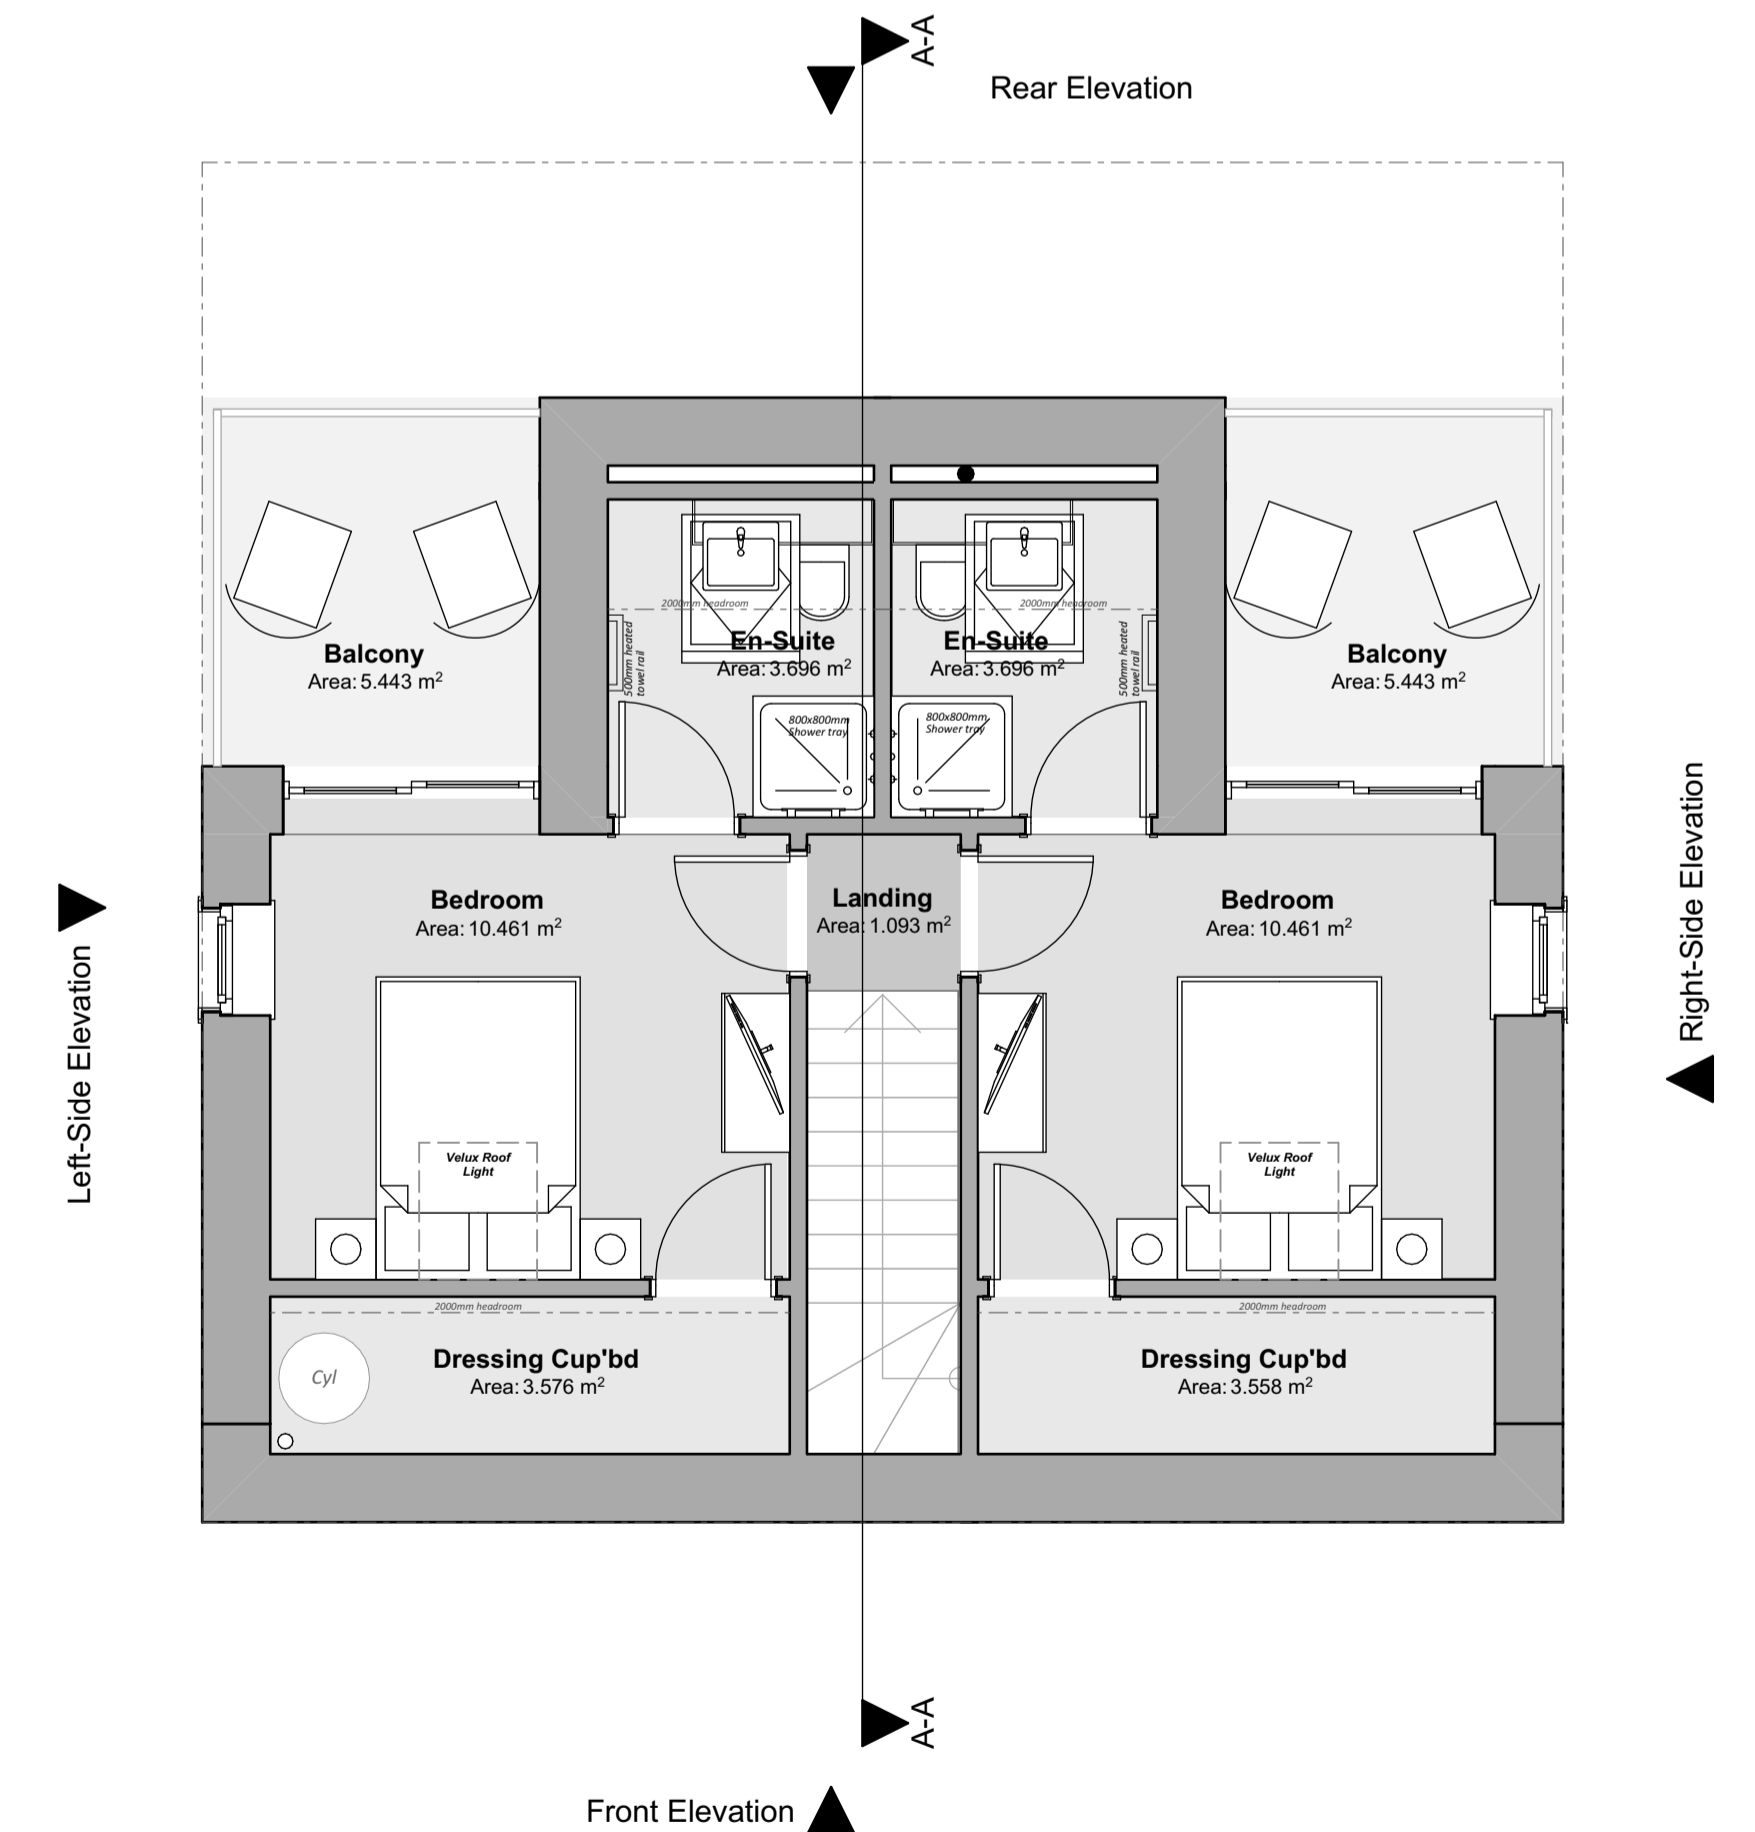 A-A
Rear Elevation
2000mm headroom
2000mm headroom
500mm heated
towel rail
En-Suite
Area: 3.696 m²
En-Suite
Area: 3.696 m²
500mm heated
towel rail
Balcony
Area: 5.443 m²
Balcony
Area: 5.443 m²
800x800mm
Shower tray
800x800mm
Shower tray
Left-Side Elevation
Bedroom
Area: 10.461 m²
Landing
Area: 1.093 m²
Bedroom
Area: 10.461 m²
Right-Side Elevation
Velux Roof
Light
Velux Roof
Light
2000mm headroom
2000mm headroom
Cyl
Dressing Cup'bd
Area: 3.576 m²
Dressing Cup'bd
Area: 3.558 m²
A-A
Front Elevation